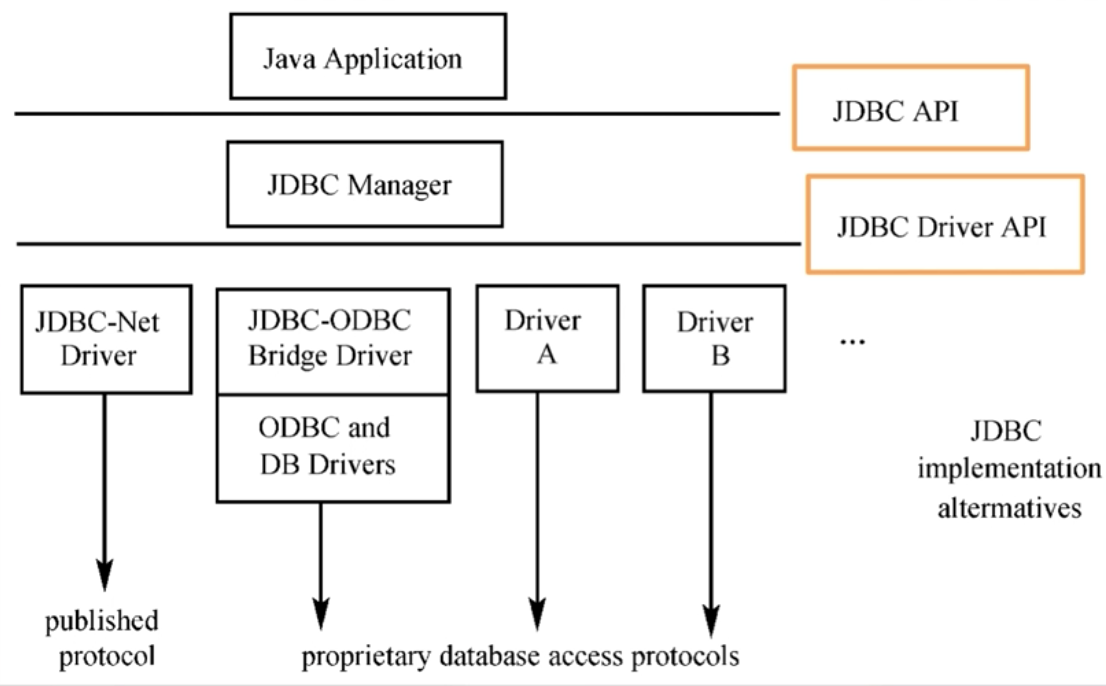 Java Application
JDBC API
JDBC Manager
JDBC Driver API
JDBC-Net
Driver
JDBC-ODBC
Bridge Driver
Driver
A
Driver
B
...
ODBC and
DB Drivers
JDBC
implementation
altermatives
published
protocol
proprietary database access protocols